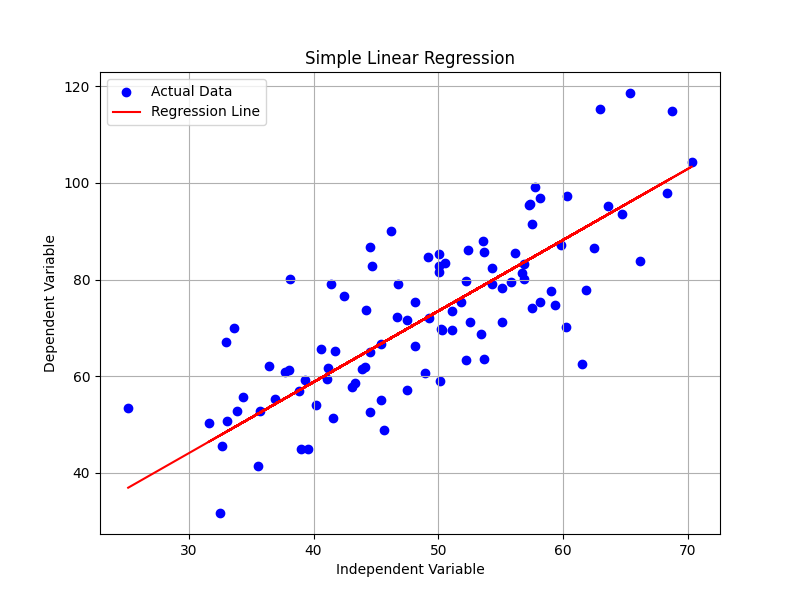 Simple Linear Regression
Actual Data
Regression Line
Dependent Variable
120
100
80
60
40
30
40
50
60
70
Independent Variable